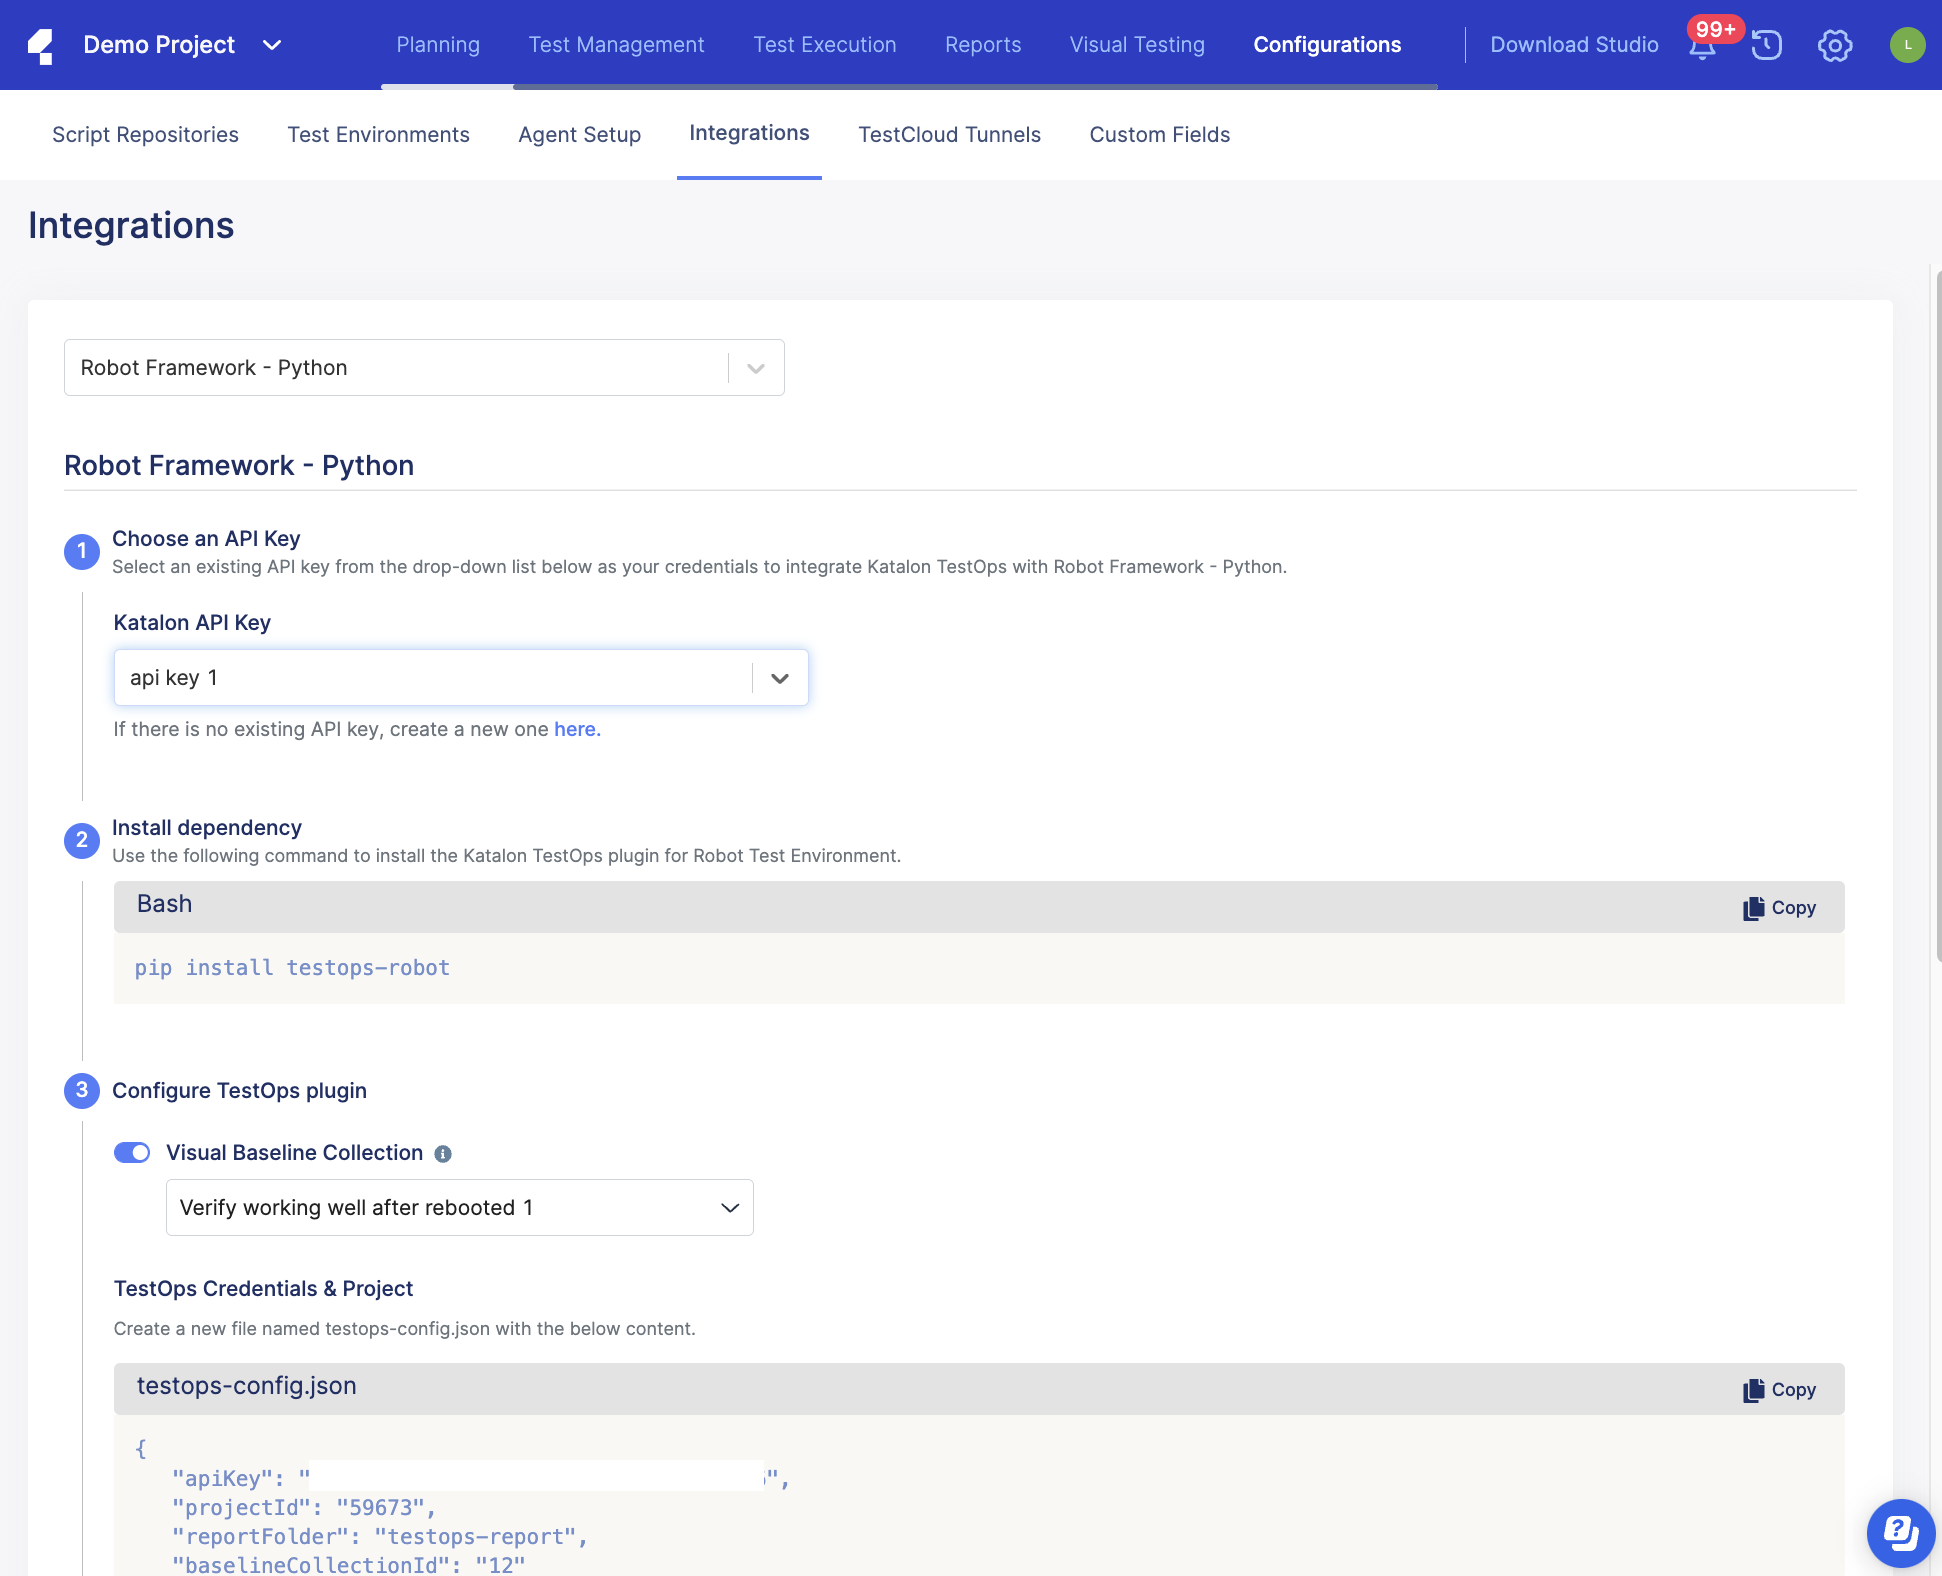 Demo Project
Planning
Test Management
Test Execution
Reports
Visual Testing
Configurations
Download Studio
99+
L
Script Repositories
Test Environments
Agent Setup
Integrations
TestCloud Tunnels
Custom Fields
Integrations
Robot Framework - Python
Robot Framework - Python
1
Choose an API Key
Select an existing API key from the drop-down list below as your credentials to integrate Katalon TestOps with Robot Framework - Python.
Katalon API Key
api key 1
If there is no existing API key, create a new one here.
2
Install dependency
Use the following command to install the Katalon TestOps plugin for Robot Test Environment.
Bash
Copy
pip install testops-robot
3
Configure TestOps plugin
Visual Baseline Collection
Verify working well after rebooted 1
TestOps Credentials & Project
Create a new file named testops-config.json with the below content.
testops-config.json
Copy
{
"apiKey": "",
"projectId": "59673",
"reportFolder": "testops-report",
"baselineCollectionId": "12"